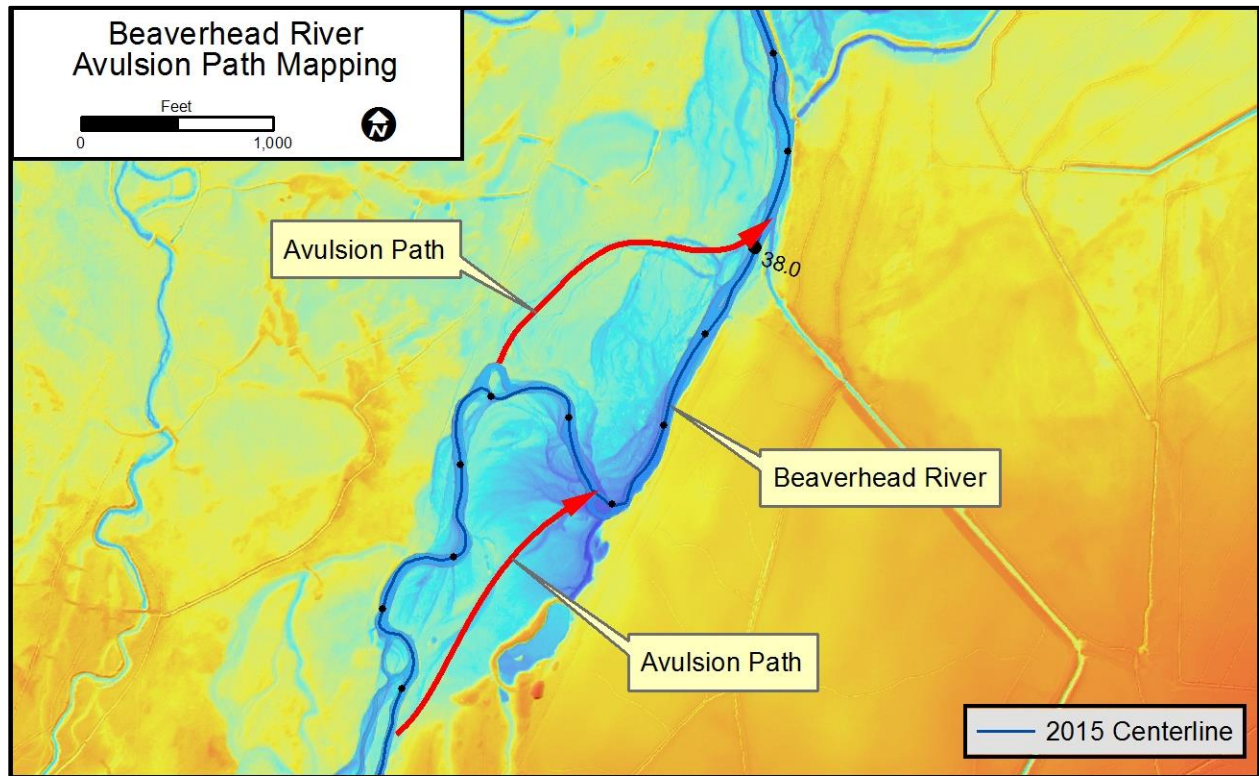 Beaverhead River
Avulsion Path Mapping
Feet
0 1,000
N
Avulsion Path
38.0
Beaverhead River
Avulsion Path
2015 Centerline